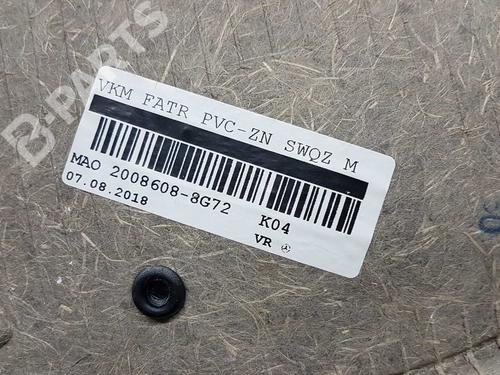 B-PARTS
VKM FATR PVC-ZN SWQZ M
MAO 2008608-8G72 K04
07.08.2018 VR